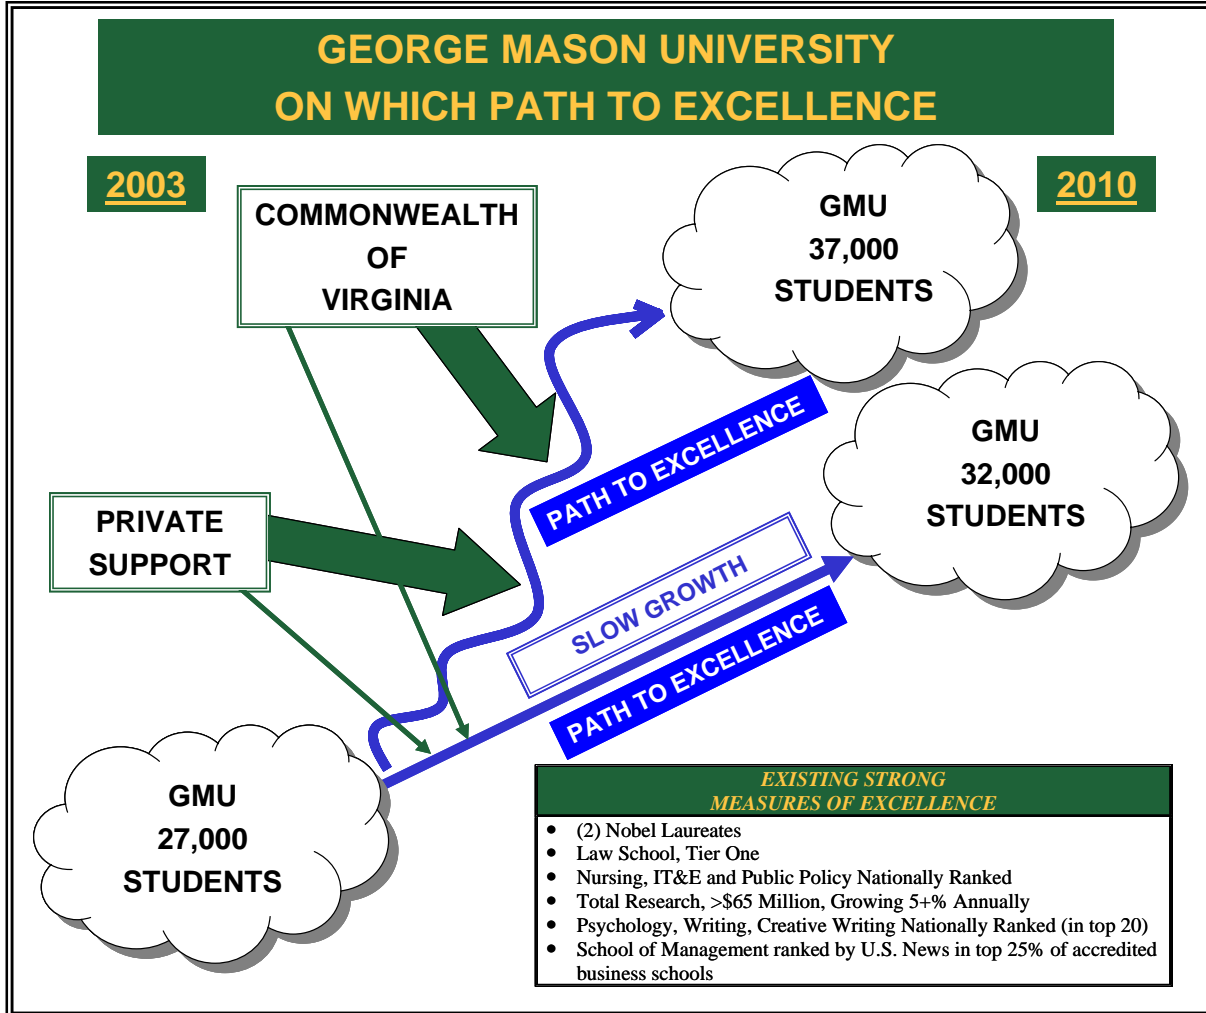 GEORGE MASON UNIVERSITY
ON WHICH PATH TO EXCELLENCE
2003
2010
COMMONWEALTH
OF
VIRGINIA
GMU
37,000
STUDENTS
PATH TO EXCELLENCE
GMU
32,000
STUDENTS
PRIVATE
SUPPORT
SLOW GROWTH
PATH TO EXCELLENCE
GMU
27,000
STUDENTS
EXISTING STRONG
MEASURES OF EXCELLENCE
• (2) Nobel Laureates
• Law School, Tier One
• Nursing, IT&E and Public Policy Nationally Ranked
• Total Research, >$65 Million, Growing 5+% Annually
• Psychology, Writing, Creative Writing Nationally Ranked (in top 20)
• School of Management ranked by U.S. News in top 25% of accredited
business schools